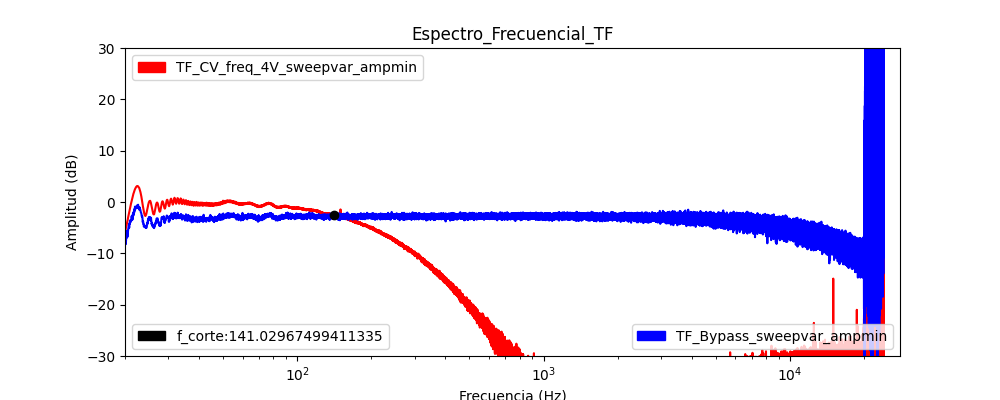 Espectro_Frecuencial_TF
Amplitud (dB)
30
20
10
0
−10
−20
−30
TF_CV_freq_4V_sweepvar_ampmin
f_corte:141.02967499411335
TF_Bypass_sweepvar_ampmin
10² 10³ 10⁴
Frecuencia (Hz)